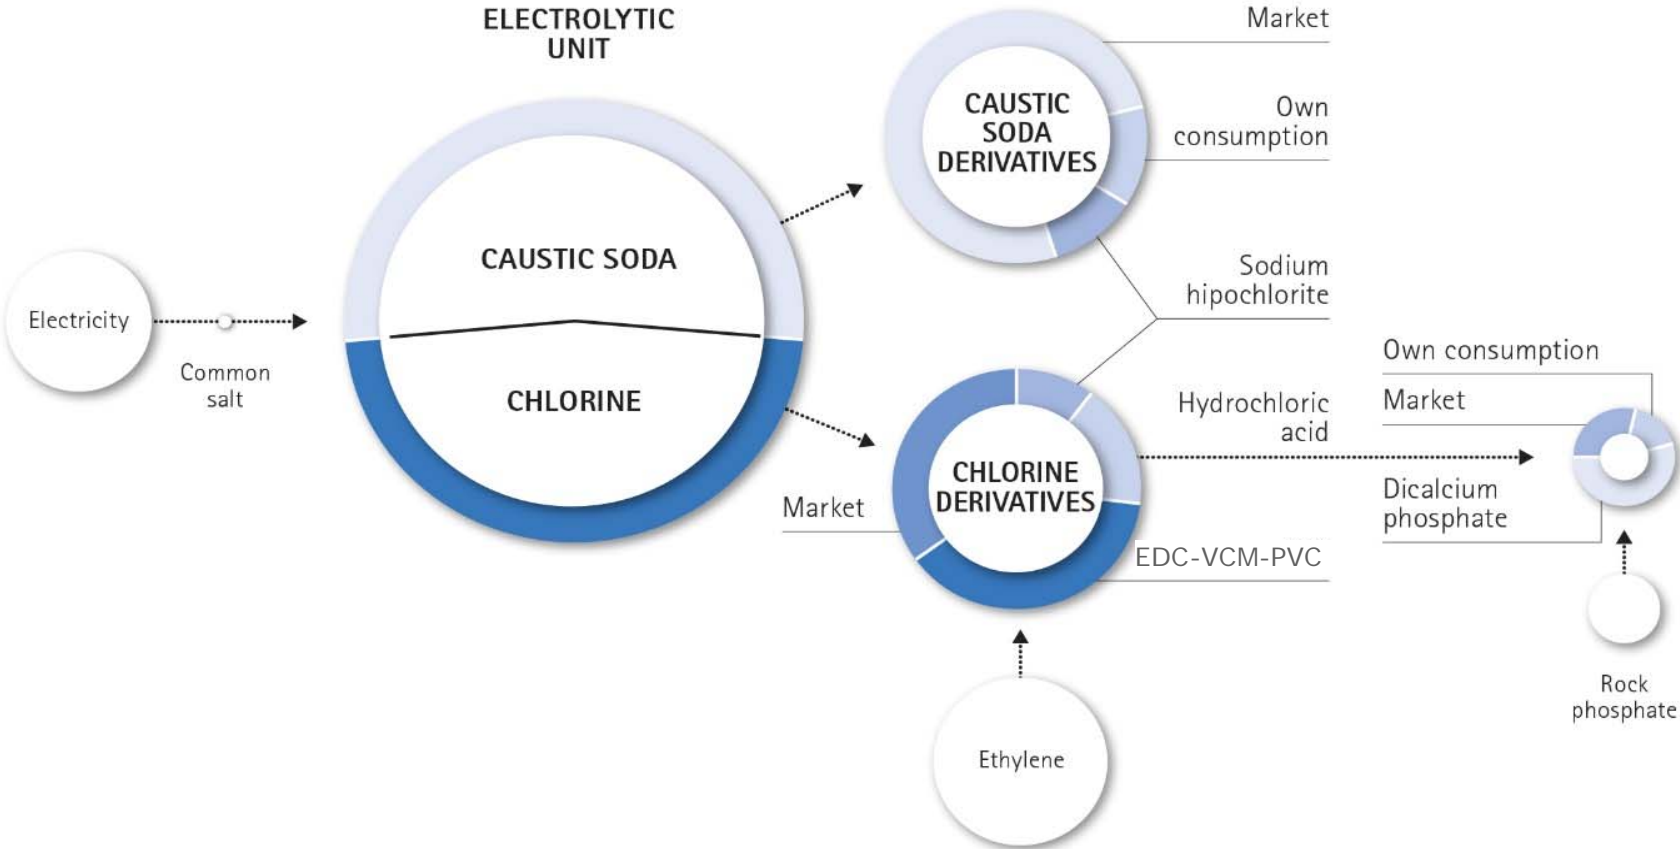 ELECTROLYTIC
UNIT
Electricity
Common
salt
CAUSTIC SODA
CHLORINE
CAUSTIC
SODA
DERIVATIVES
Market
Own
consumption
Sodium
hipochlorite
CHLORINE
DERIVATIVES
Market
Hydrochloric
acid
EDC-VCM-PVC
Ethylene
Own consumption
Market
Dicalcium
phosphate
Rock
phosphate